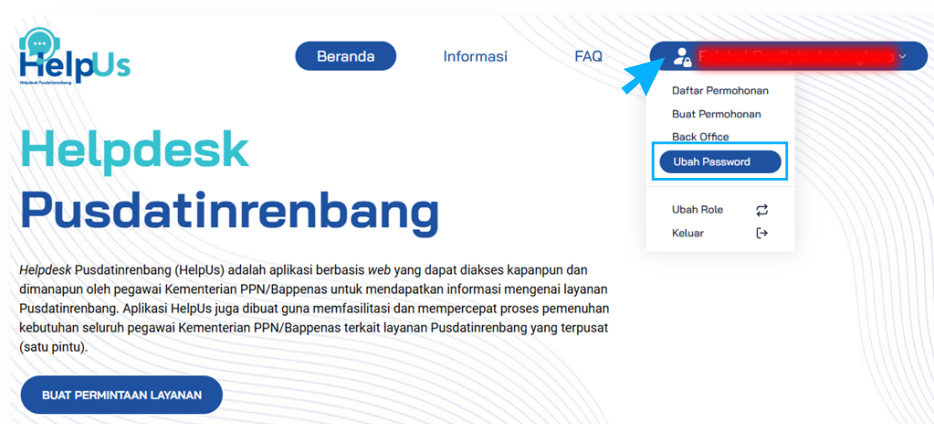 HelpUs
Helpdesk Pusdatinrenbang
Beranda
Informasi
FAQ
Daftar Permohonan
Buat Permohonan
Back Office
Ubah Password
Ubah Role
Keluar
Helpdesk
Pusdatinrenbang
Helpdesk Pusdatinrenbang (HelpUs) adalah aplikasi berbasis web yang dapat diakses kapanpun dan
dimanapun oleh pegawai Kementerian PPN/Bappenas untuk mendapatkan informasi mengenai layanan
Pusdatinrenbang. Aplikasi HelpUs juga dibuat guna memfasilitasi dan mempercepat proses pemenuhan
kebutuhan seluruh pegawai Kementerian PPN/Bappenas terkait layanan Pusdatinrenbang yang terpusat
(satu pintu).
BUAT PERMINTAAN LAYANAN